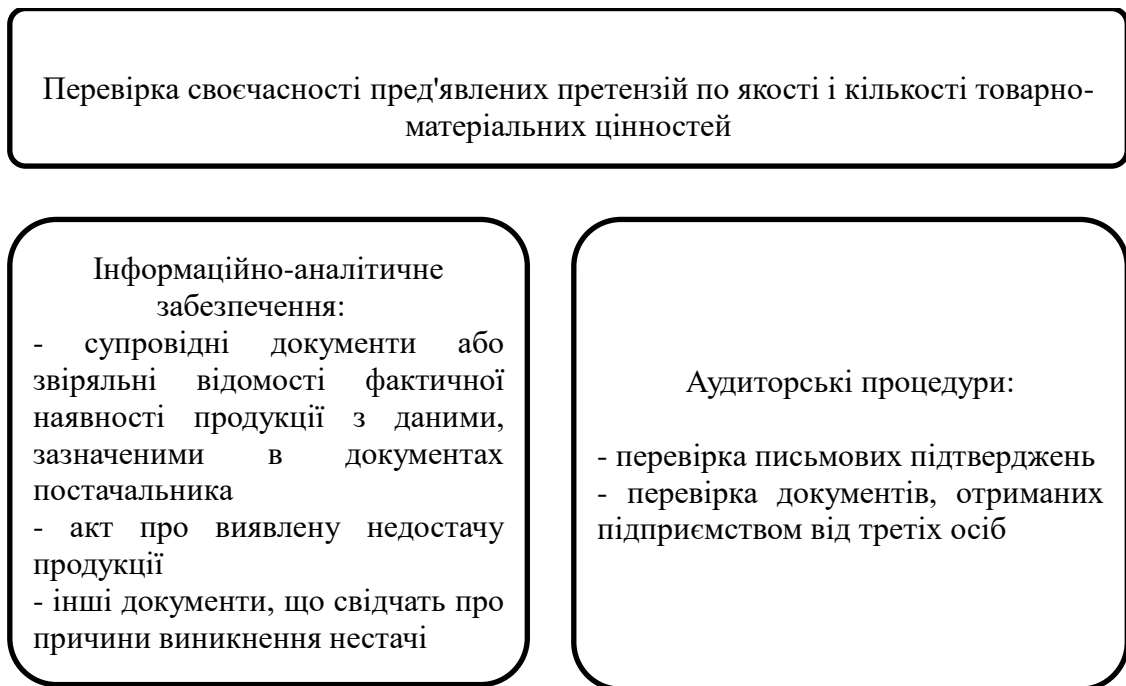 Перевірка своєчасності пред'явлених претензій по якості і кількості товарно-
матеріальних цінностей
Інформаційно-аналітичне
забезпечення:
- супровідні документи або
звіряльні відомості фактичної
наявності продукції з даними,
зазначеними в документах
постачальника
- акт про виявлену недостачу
продукції
- інші документи, що свідчать про
причини виникнення нестачі
Аудиторські процедури:
- перевірка письмових підтверджень
- перевірка документів, отриманих
підприємством від третіх осіб